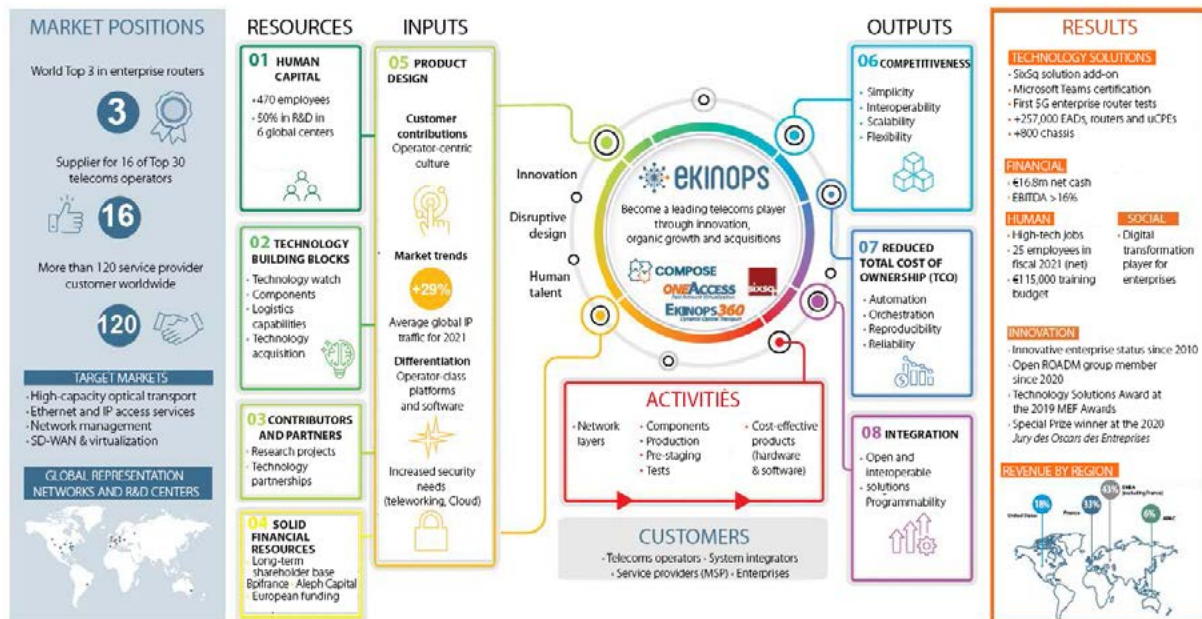 MARKET POSITIONS
World Top 3 in enterprise routers
3
Supplier for 16 of Top 30
telecoms operators
16
More than 120 service provider
customer worldwide
120
TARGET MARKETS
· High-capacity optical transport
· Ethernet and IP access services
· Network management
· SD-WAN & virtualization
GLOBAL REPRESENTATION
NETWORKS AND R&D CENTERS
RESOURCES
01 HUMAN
CAPITAL
· 470 employees
· 50% in R&D in
6 global centers
02 TECHNOLOGY
BUILDING BLOCKS
· Technology watch
· Components
· Logistics
capabilities
· Technology
acquisition
03 CONTRIBUTORS
AND PARTNERS
· Research projects
· Technology
partnerships
04 SOLID
FINANCIAL
RESOURCES
· Long-term
shareholder base
Bpifrance · Aleph Capital
· European funding
INPUTS
05 PRODUCT
DESIGN
Customer
contributions
Operator-centric
culture
Market trends
+29%
Average global IP
traffic for 2021
Differentiation
Operator-class
platforms
and software
Increased security
needs
(teleworking, Cloud)
Innovation
Disruptive
design
Human
talent
eKINOPS
Become a leading telecoms player
through innovation,
organic growth and acquisitions
COMPOSE
ONEACCESS
sixsq
EKINOPS360
ACTIVITIÈS
· Network
layers
· Components
· Production
· Pre-staging
· Tests
· Cost-effective
products
(hardware
& software)
CUSTOMERS
· Telecoms operators · System integrators
· Service providers (MSP) · Enterprises
OUTPUTS
06 COMPETITIVENESS
· Simplicity
· Interoperability
· Scalability
· Flexibility
07 REDUCED
TOTAL COST OF
OWNERSHIP (TCO)
· Automation
· Orchestration
· Reproducibility
· Reliability
08 INTEGRATION
· Open and
· interoperable
· solutions
Programmability
RESULTS
TECHNOLOGY SOLUTIONS
· SixSq solution add-on
· Microsoft Teams certification
· First 5G enterprise router tests
· +257,000 EADs, routers and uCPEs
· +800 chassis
FINANCIAL
· €16.8m net cash
· EBITDA >16%
HUMAN
· High-tech jobs
· 25 employees in
fiscal 2021 (net)
· €115,000 training
budget
SOCIAL
· Digital
transformation
player for
enterprises
INNOVATION
· Innovative enterprise status since 2010
· Open ROADM group member
since 2020
· Technology Solutions Award at
the 2019 MEF Awards
· Special Prize winner at the 2020
Jury des Oscars des Entreprises
REVENUE BY REGION
18%
United States
33%
France
43%
EMEA
(excluding France)
6%